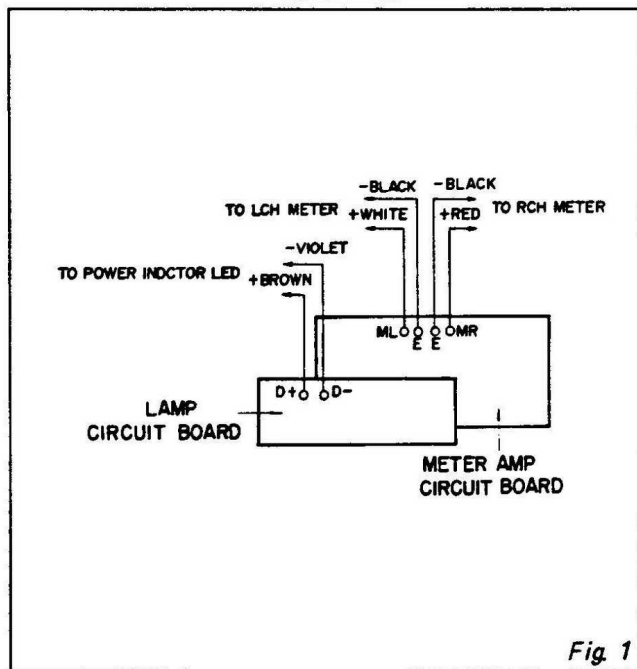 -BLACK -BLACK
TO LCH METER +WHITE +RED TO RCH METER
-VIOLET
TO POWER INDCTOR LED +BROWN
ML E E MR
D+ D-
LAMP
CIRCUIT BOARD
METER AMP
CIRCUIT BOARD
Fig. 1